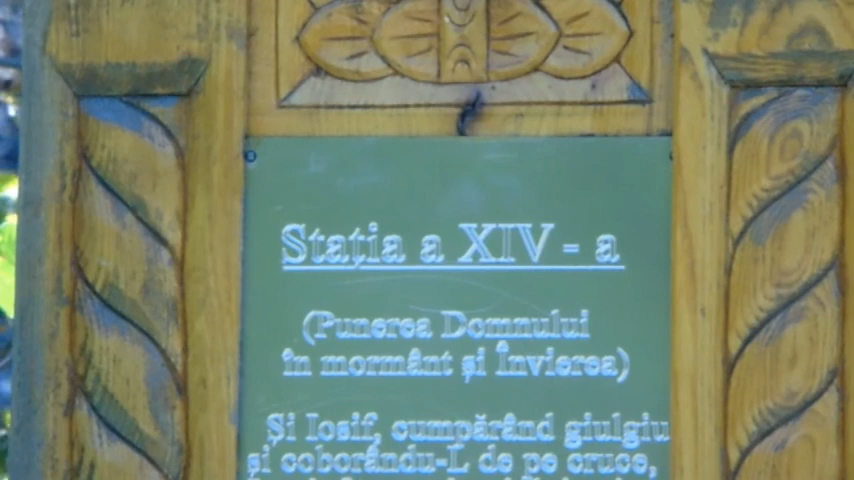 Stația a XIV - a
(Punerea Domnului
în mormânt și Învierea)
Și Iosif, cumpărând giulgiu
și coborându-L de pe cruce,